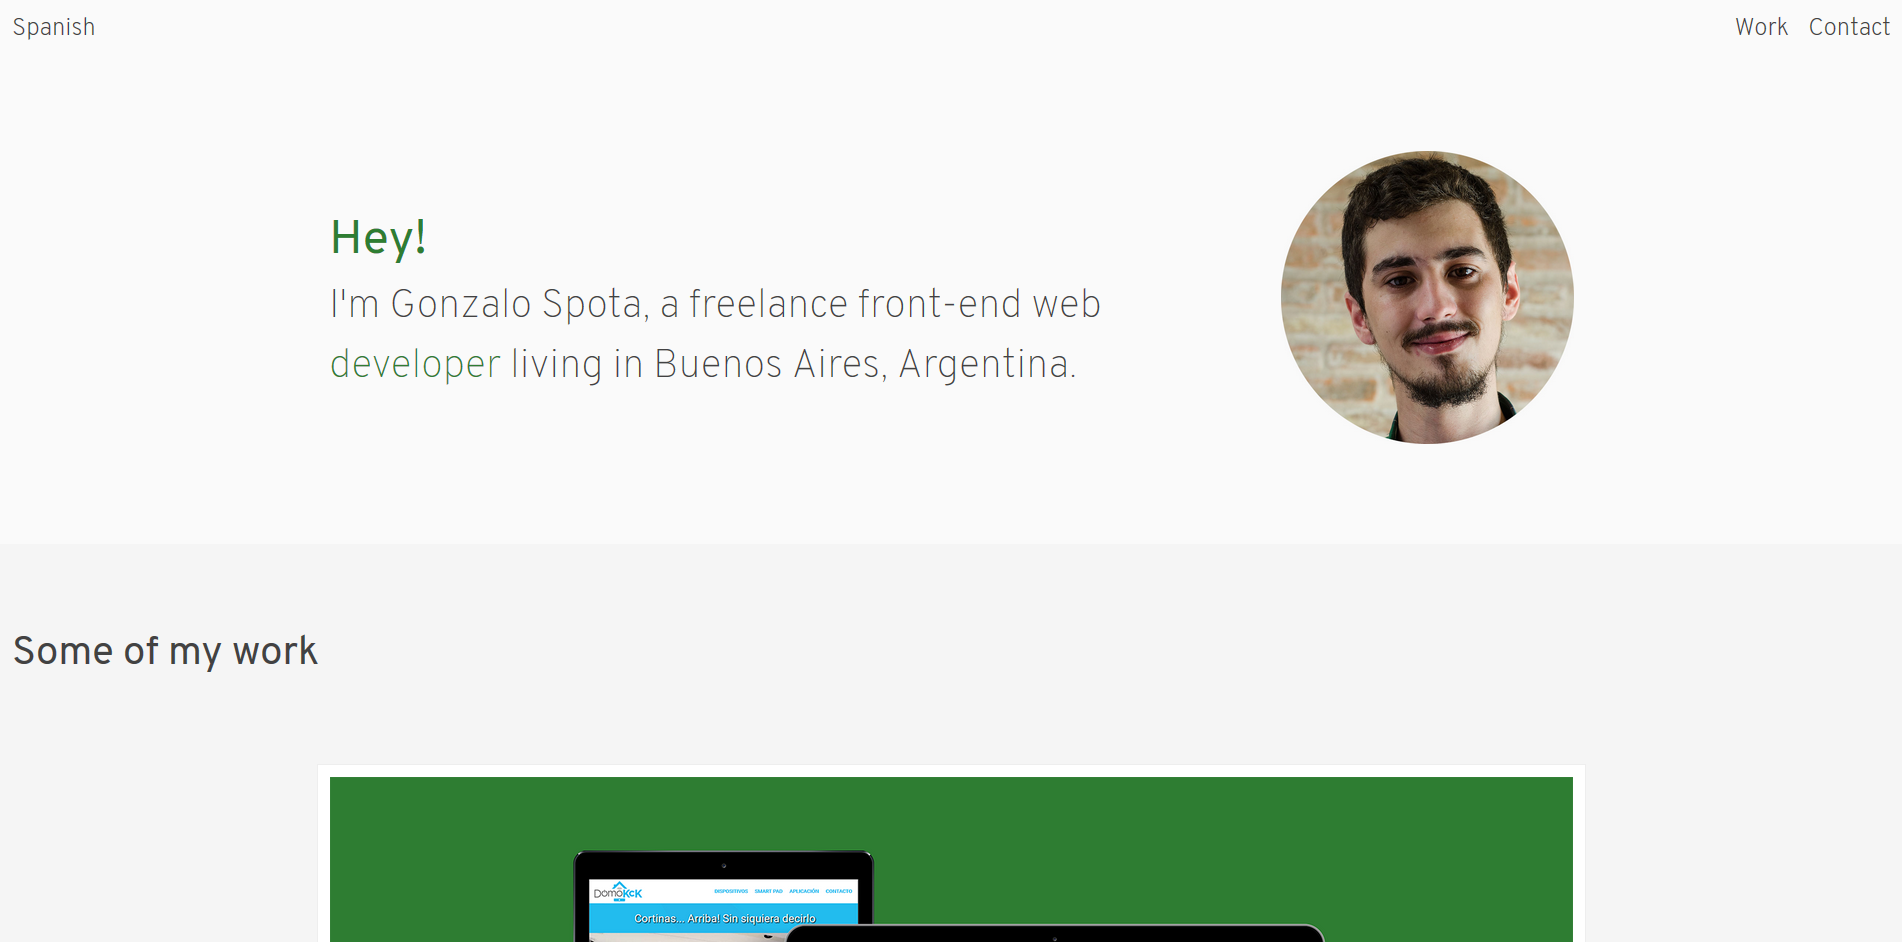 Spanish
Work Contact
Hey!
I'm Gonzalo Spota, a freelance front-end web
developer living in Buenos Aires, Argentina.
Some of my work
DomoKcK
DISPOSITIVOS SMART PAD APLICACIÓN CONTACTO
Cortinas... Arriba! Sin siquiera decirlo